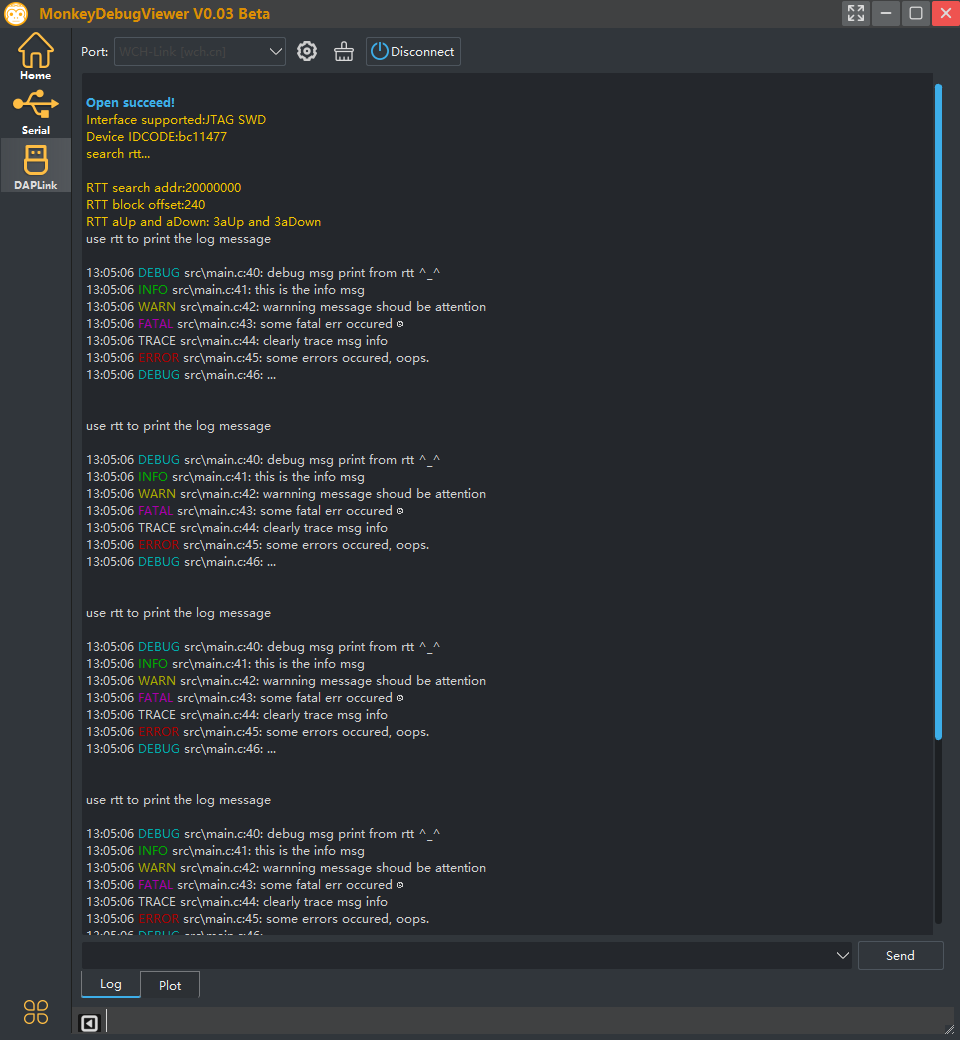 MonkeyDebugViewer V0.03 Beta
Home
Serial
DAPLink
Port: WCH-Link [wch.cn] Disconnect
Open succeed!
Interface supported:JTAG SWD
Device IDCODE:bc11477
search rtt...
RTT search addr:20000000
RTT block offset:240
RTT aUp and aDown: 3aUp and 3aDown
use rtt to print the log message
13:05:06 DEBUG src\main.c:40: debug msg print from rtt ^_^
13:05:06 INFO src\main.c:41: this is the info msg
13:05:06 WARN src\main.c:42: warnning message shoud be attention
13:05:06 FATAL src\main.c:43: some fatal err occured
13:05:06 TRACE src\main.c:44: clearly trace msg info
13:05:06 ERROR src\main.c:45: some errors occured, oops.
13:05:06 DEBUG src\main.c:46: ...
use rtt to print the log message
13:05:06 DEBUG src\main.c:40: debug msg print from rtt ^_^
13:05:06 INFO src\main.c:41: this is the info msg
13:05:06 WARN src\main.c:42: warnning message shoud be attention
13:05:06 FATAL src\main.c:43: some fatal err occured
13:05:06 TRACE src\main.c:44: clearly trace msg info
13:05:06 ERROR src\main.c:45: some errors occured, oops.
13:05:06 DEBUG src\main.c:46: ...
use rtt to print the log message
13:05:06 DEBUG src\main.c:40: debug msg print from rtt ^_^
13:05:06 INFO src\main.c:41: this is the info msg
13:05:06 WARN src\main.c:42: warnning message shoud be attention
13:05:06 FATAL src\main.c:43: some fatal err occured
13:05:06 TRACE src\main.c:44: clearly trace msg info
13:05:06 ERROR src\main.c:45: some errors occured, oops.
13:05:06 DEBUG src\main.c:46: ...
use rtt to print the log message
13:05:06 DEBUG src\main.c:40: debug msg print from rtt ^_^
13:05:06 INFO src\main.c:41: this is the info msg
13:05:06 WARN src\main.c:42: warnning message shoud be attention
13:05:06 FATAL src\main.c:43: some fatal err occured
13:05:06 TRACE src\main.c:44: clearly trace msg info
13:05:06 ERROR src\main.c:45: some errors occured, oops.
13:05:06 DEBUG src\main.c:46:
Send
Log
Plot